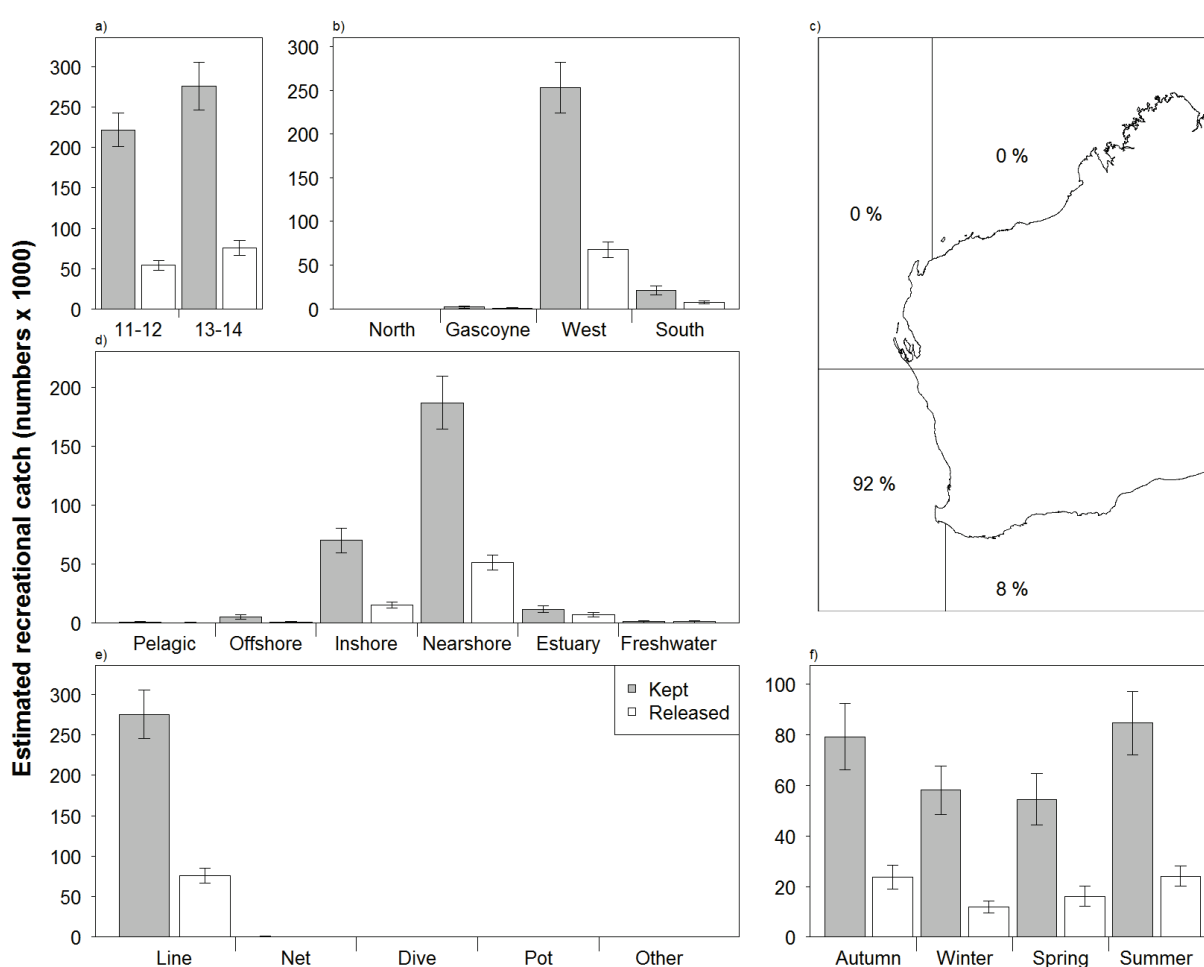 a)
300
250
200
150
100
50
0
11-12 13-14
b)
300
250
200
150
100
50
0
North Gascoyne West South
c)
0 %
0 %
92 %
8 %
Estimated recreational catch (numbers x 1000)
d)
200
150
100
50
0
Pelagic Offshore Inshore Nearshore Estuary Freshwater
e)
300
250
200
150
100
50
0
Line Net Dive Pot Other
Kept
Released
f)
100
80
60
40
20
0
Autumn Winter Spring Summer